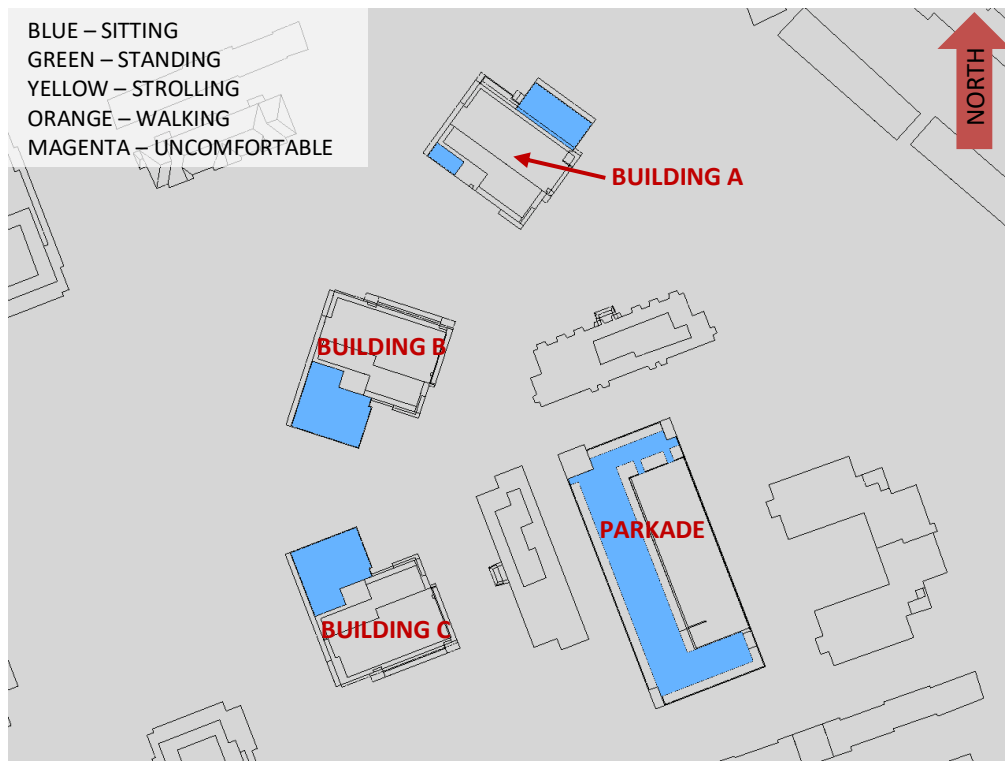 BLUE – SITTING
GREEN – STANDING
YELLOW – STROLLING
ORANGE – WALKING
MAGENTA – UNCOMFORTABLE
NORTH
BUILDING A
BUILDING B
PARKADE
BUILDING C